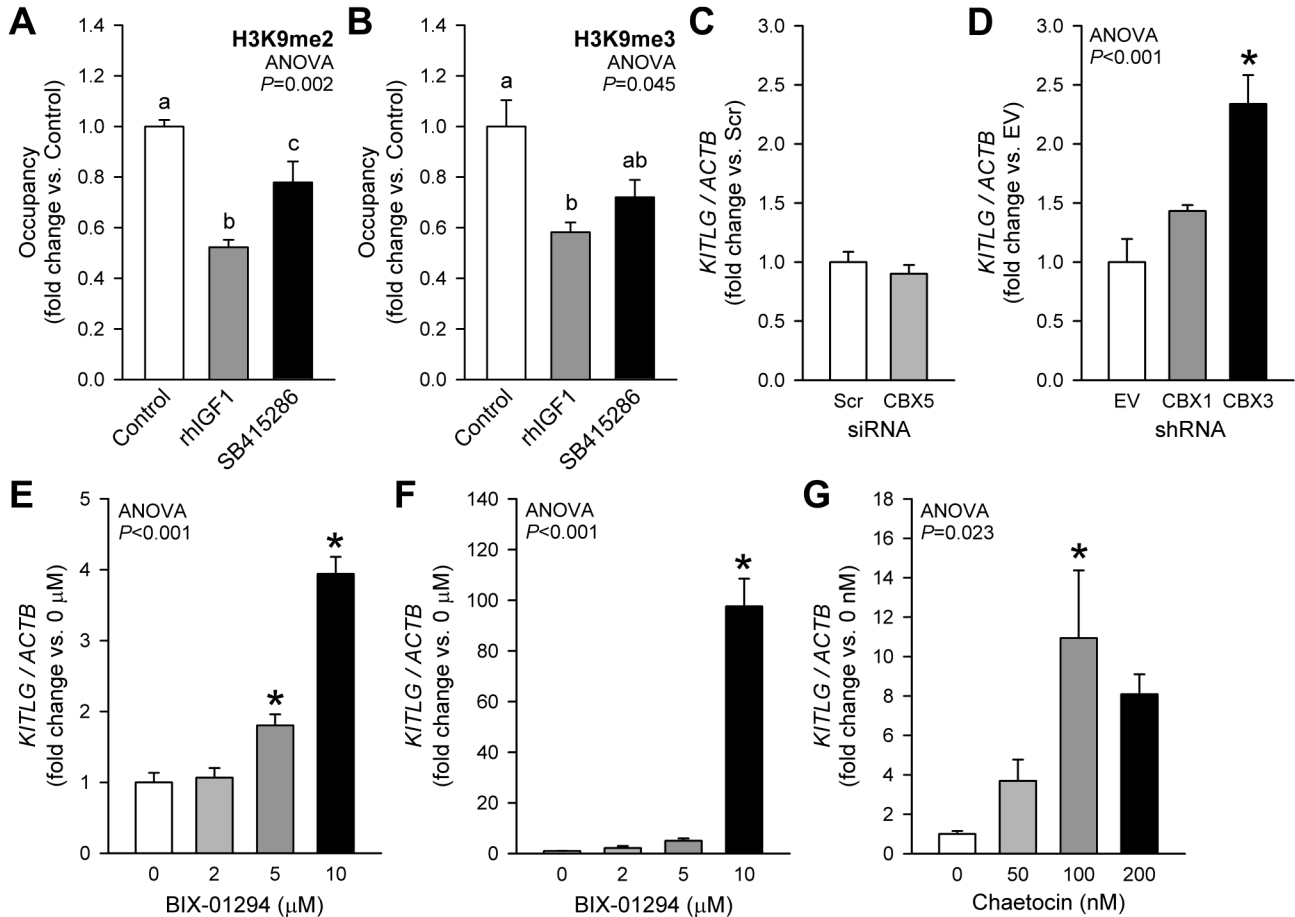 A
H3K9me2
ANOVA
P=0.002
Occupancy
(fold change vs. Control)
1.4
1.2
1.0
0.8
0.6
0.4
0.2
0.0
a
b
c
Control
rhIGF1
SB415286
B
H3K9me3
ANOVA
P=0.045
Occupancy
(fold change vs. Control)
1.4
1.2
1.0
0.8
0.6
0.4
0.2
0.0
a
b
ab
Control
rhIGF1
SB415286
C
KITLG / ACTB
(fold change vs. Scr)
3.0
2.5
2.0
1.5
1.0
0.5
0.0
Scr CBX5
siRNA
D
ANOVA
P<0.001
*
KITLG / ACTB
(fold change vs. EV)
3.0
2.5
2.0
1.5
1.0
0.5
0.0
EV CBX1 CBX3
shRNA
E
ANOVA
P<0.001
*
*
KITLG / ACTB
(fold change vs. 0 μM)
5
4
3
2
1
0
0 2 5 10
BIX-01294 (μM)
F
ANOVA
P<0.001
*
KITLG / ACTB
(fold change vs. 0 μM)
140
120
100
80
60
40
20
0
0 2 5 10
BIX-01294 (μM)
G
ANOVA
P=0.023
*
KITLG / ACTB
(fold change vs. 0 nM)
18
16
14
12
10
8
6
4
2
0
0 50 100 200
Chaetocin (nM)